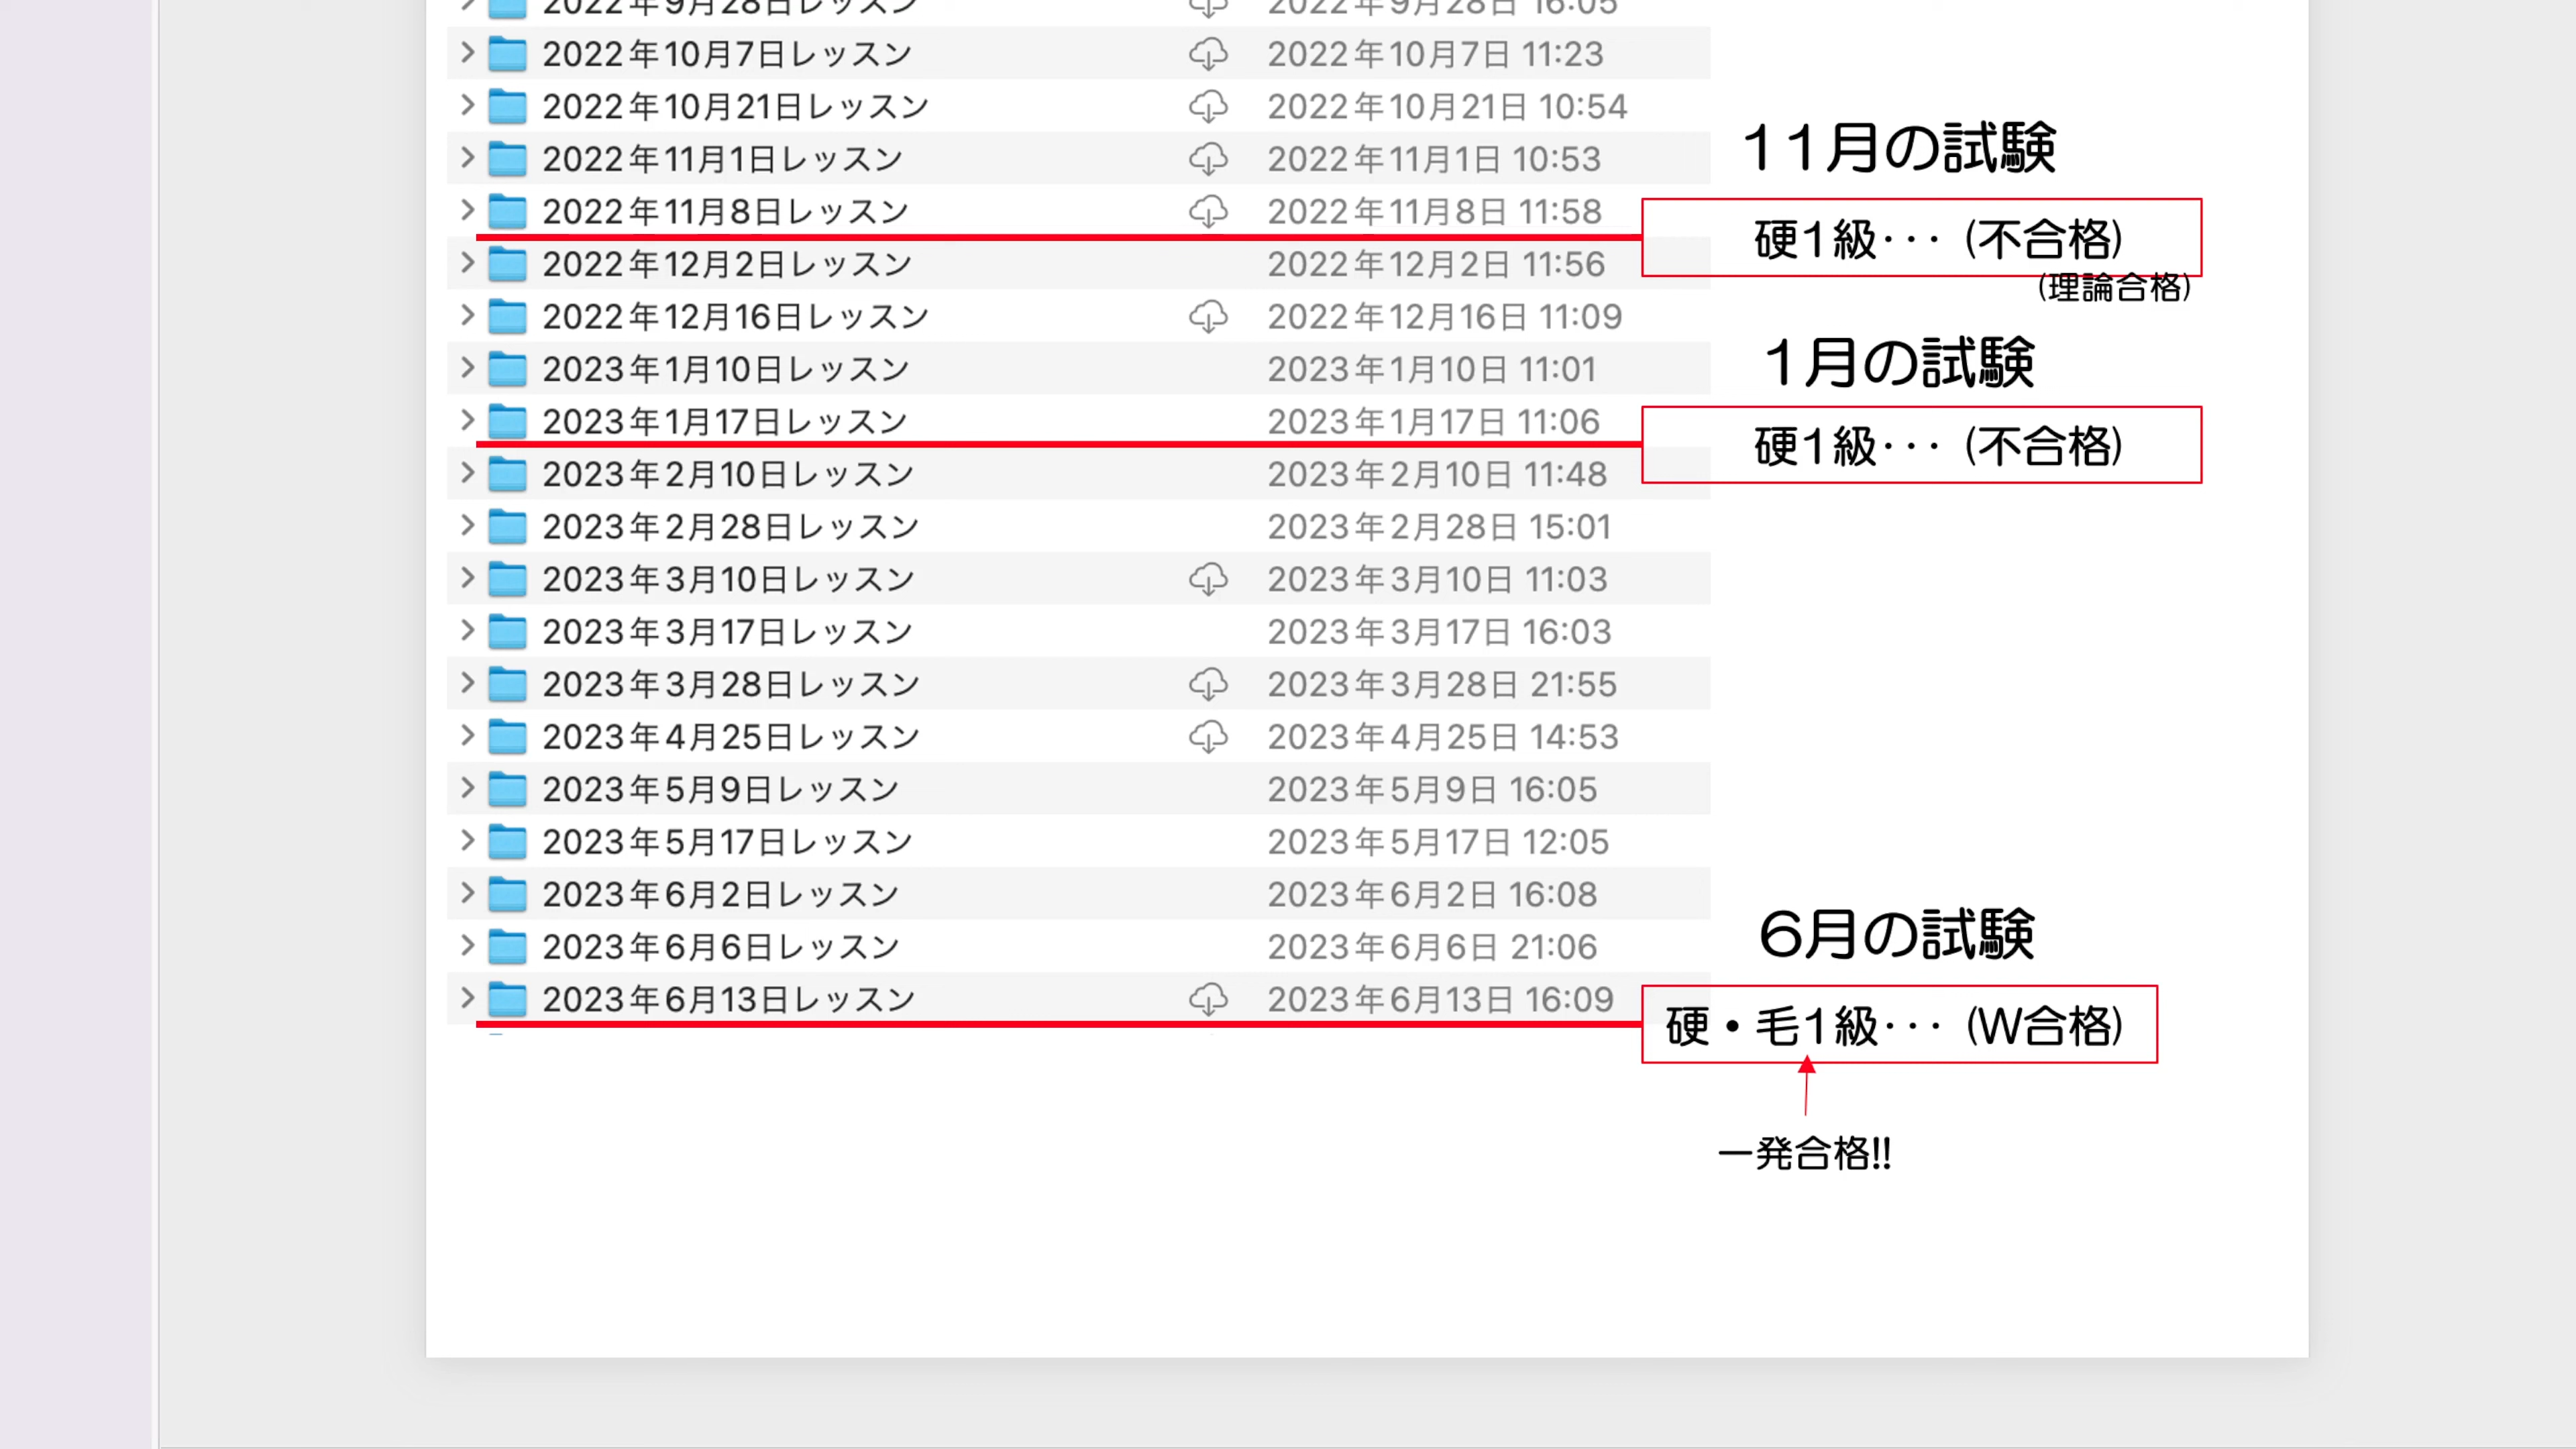 2022年9月28日レッスン 2022年9月28日 16:05
2022年10月7日レッスン 2022年10月7日 11:23
2022年10月21日レッスン 2022年10月21日 10:54
2022年11月1日レッスン 2022年11月1日 10:53
11月の試験
2022年11月8日レッスン 2022年11月8日 11:58
硬1級･･･ (不合格)
2022年12月2日レッスン 2022年12月2日 11:56
(理論合格)
2022年12月16日レッスン 2022年12月16日 11:09
2023年1月10日レッスン 2023年1月10日 11:01
1月の試験
2023年1月17日レッスン 2023年1月17日 11:06
硬1級･･･ (不合格)
2023年2月10日レッスン 2023年2月10日 11:48
2023年2月28日レッスン 2023年2月28日 15:01
2023年3月10日レッスン 2023年3月10日 11:03
2023年3月17日レッスン 2023年3月17日 16:03
2023年3月28日レッスン 2023年3月28日 21:55
2023年4月25日レッスン 2023年4月25日 14:53
2023年5月9日レッスン 2023年5月9日 16:05
2023年5月17日レッスン 2023年5月17日 12:05
2023年6月2日レッスン 2023年6月2日 16:08
2023年6月6日レッスン 2023年6月6日 21:06
6月の試験
2023年6月13日レッスン 2023年6月13日 16:09
硬・毛1級･･･ (W合格)
一発合格!!